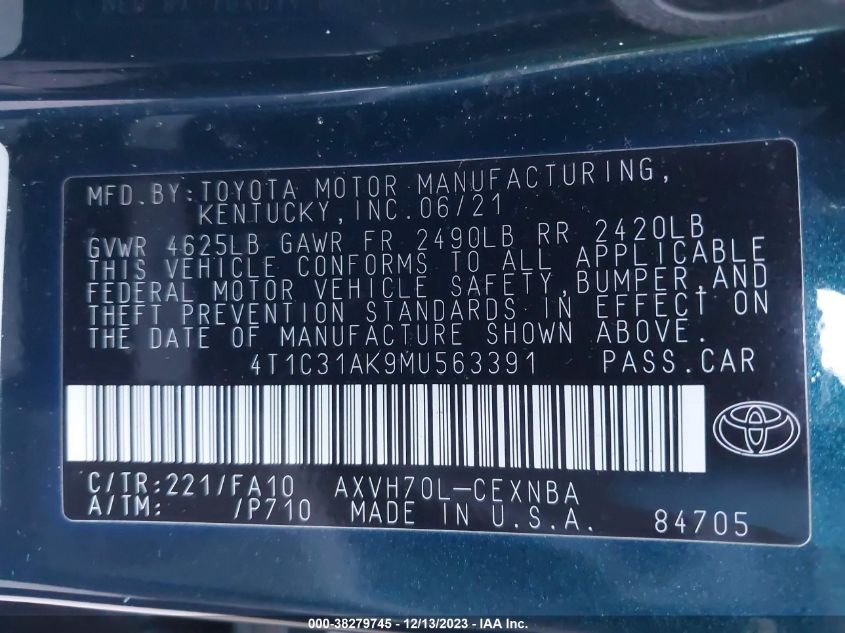 MFD.BY:TOYOTA MOTOR MANUFACTURING,
KENTUCKY,INC.06/21
GVWR 4625LB GAWR FR 2490LB RR 2420LB
THIS VEHICLE CONFORMS TO ALL APPLICABLE
FEDERAL MOTOR VEHICLE SAFETY,BUMPER,AND
THEFT PREVENTION STANDARDS IN EFFECT ON
THE DATE OF MANUFACTURE SHOWN ABOVE.
4T1C31AK9MU563391 PASS.CAR
C/TR:221/FA10 AXVH70L-CEXNBA
A/TM: /P710 MADE IN U.S.A. 84705
000-38279745 - 12/13/2023 - IAA Inc.